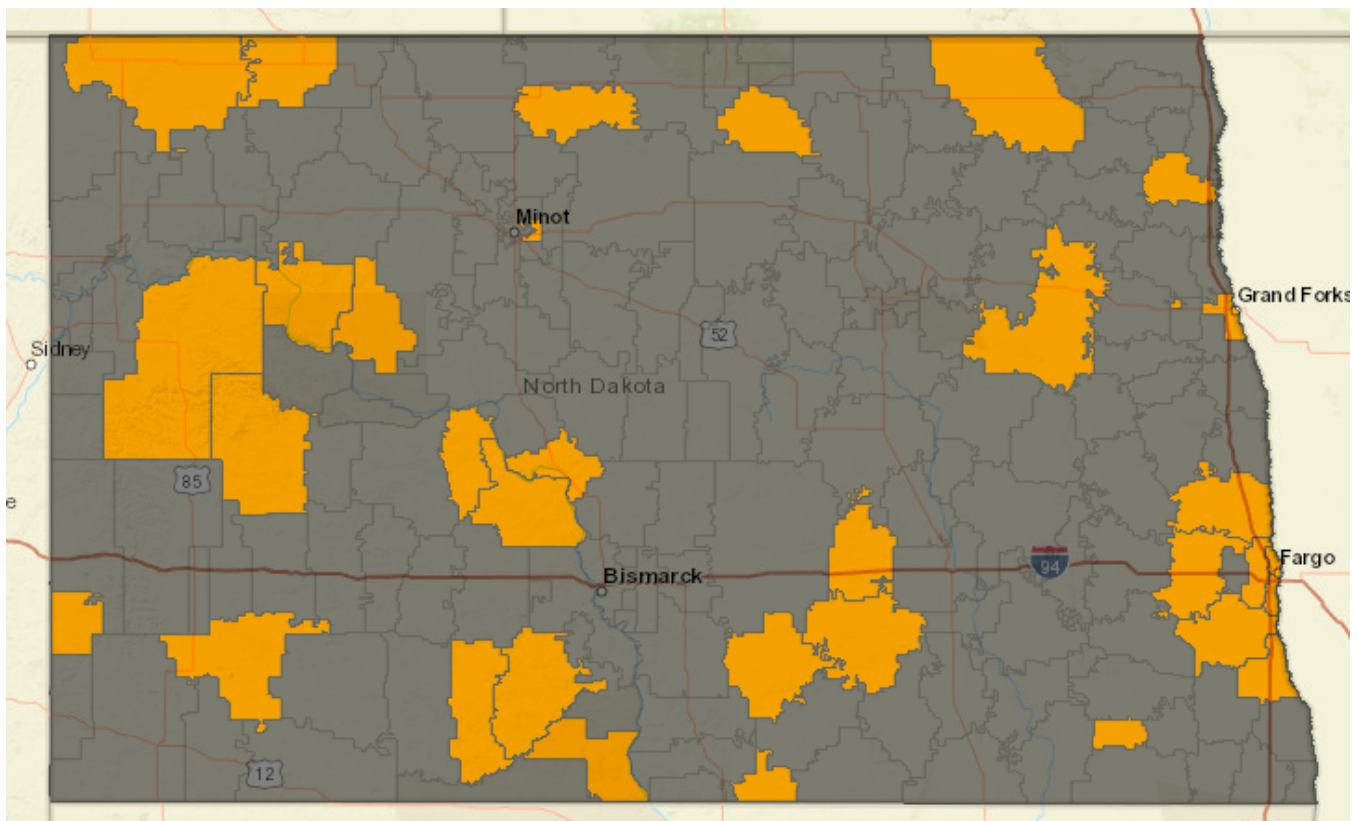 Minot
Grand Forks
52
Sidney
North Dakota
85
e
94
Fargo
Bismarck
12